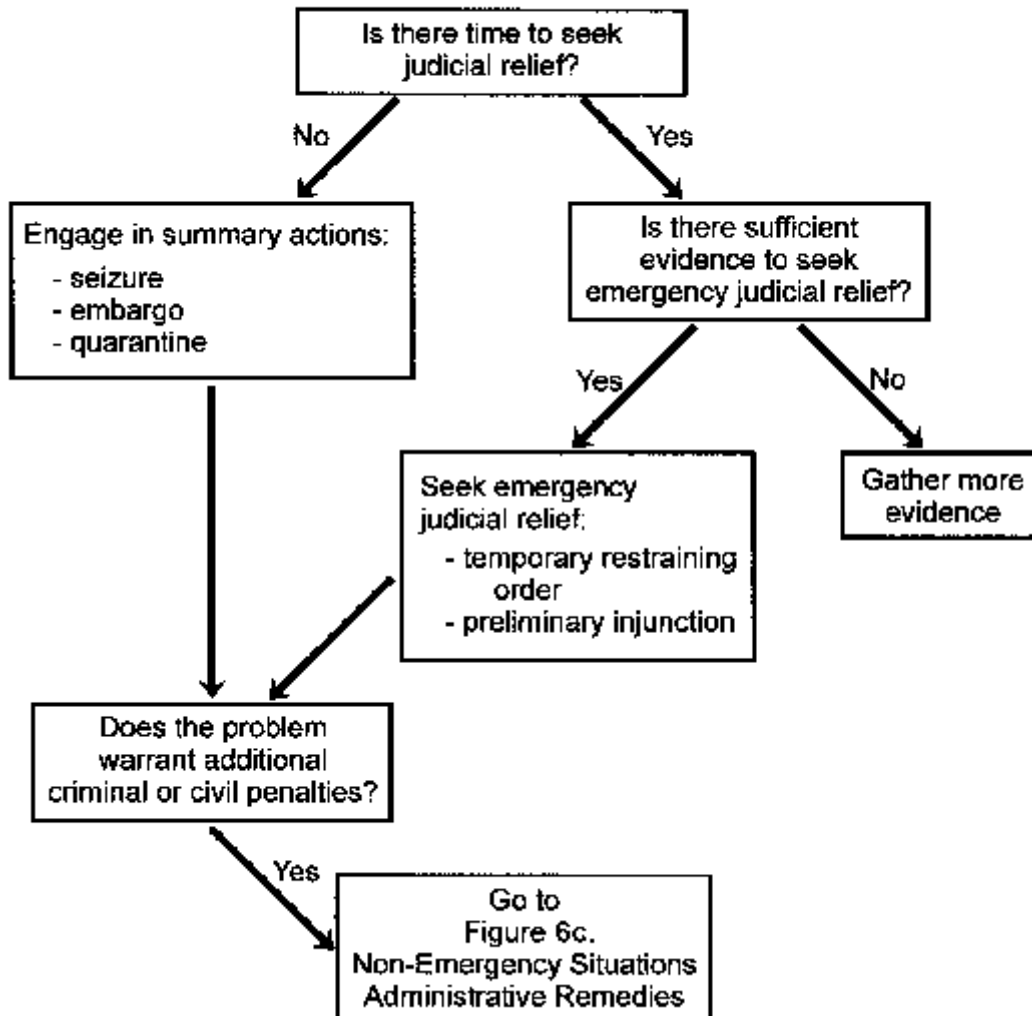 Is there time to seek
judicial relief?
No
Yes
Engage in summary actions:
- seizure
- embargo
- quarantine
Is there sufficient
evidence to seek
emergency judicial relief?
Yes
No
Seek emergency
judicial relief:
- temporary restraining
order
- preliminary injunction
Gather more
evidence
Does the problem
warrant additional
criminal or civil penalties?
Yes
Go to
Figure 6c.
Non-Emergency Situations
Administrative Remedies